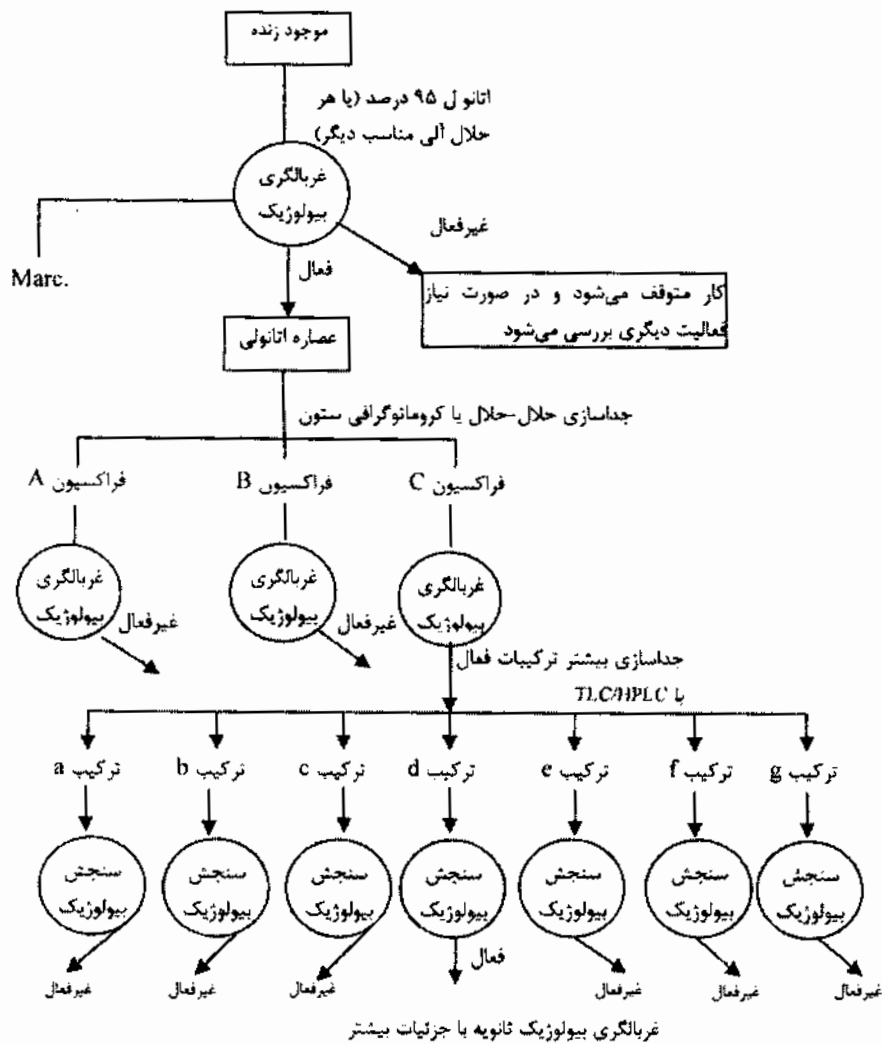 موجود زنده
اتانول ۹۵ درصد (یا هر
حلال آلی مناسب دیگر)
غربالگری
بیولوژیک
غیرفعال
Marc.
فعال
کار متوقف می‌شود و در صورت نیاز
فعالیت دیگری بررسی می‌شود
عصاره اتانولی
جداسازی حلال-حلال یا کروماتوگرافی ستون
فراکسیون A
فراکسیون B
فراکسیون C
غربالگری
بیولوژیک
غیرفعال
غربالگری
بیولوژیک
غیرفعال
غربالگری
بیولوژیک
جداسازی بیشتر ترکیبات فعال
با TLC/HPLC
ترکیب a
ترکیب b
ترکیب c
ترکیب d
ترکیب e
ترکیب f
ترکیب g
سنجش
بیولوژیک
سنجش
بیولوژیک
سنجش
بیولوژیک
سنجش
بیولوژیک
سنجش
بیولوژیک
سنجش
بیولوژیک
سنجش
بیولوژیک
غیرفعال
غیرفعال
غیرفعال
فعال
غیرفعال
غیرفعال
غیرفعال
غربالگری بیولوژیک ثانویه با جزئیات بیشتر